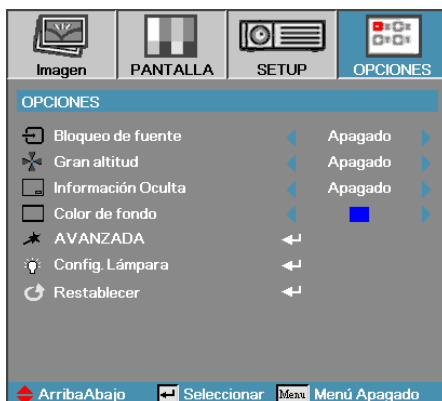 Imagen PANTALLA SETUP OPCIONES
OPCIONES
Bloqueo de fuente Apagado
Gran altitud Apagado
Información Oculta Apagado
Color de fondo
AVANZADA
Config. Lámpara
Restablecer
ArribaAbajo Seleccionar Menu Menú Apagado